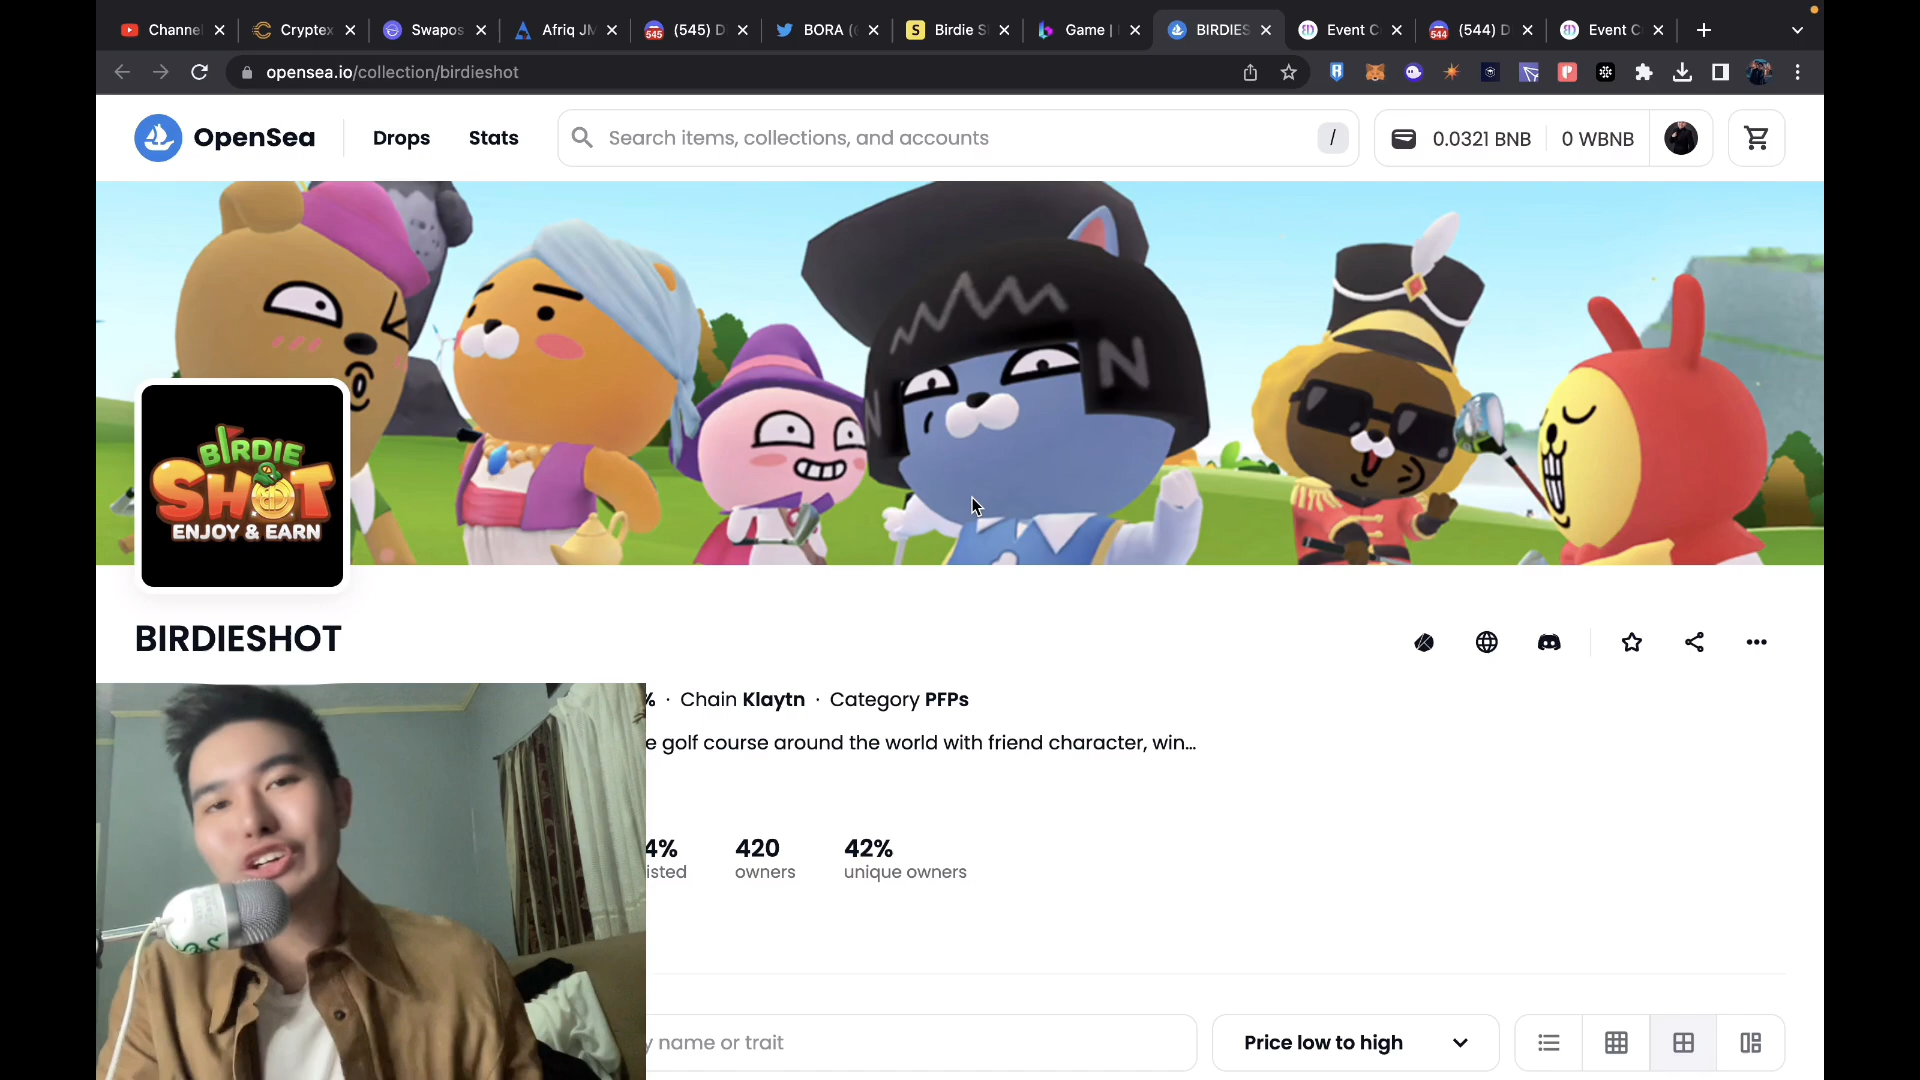 Channel Cryptex Swapos Afriq JM (545) D BORA ( Birdie S Game | BIRDIES Event C (544) D Event C
opensea.io/collection/birdieshot
OpenSea Drops Stats Search items, collections, and accounts / 0.0321 BNB 0 WBNB
BIRDIE SHOT
ENJOY & EARN
N
BIRDIESHOT
% · Chain Klaytn · Category PFPs
e golf course around the world with friend character, win...
4% 420 42%
isted owners unique owners
y name or trait Price low to high